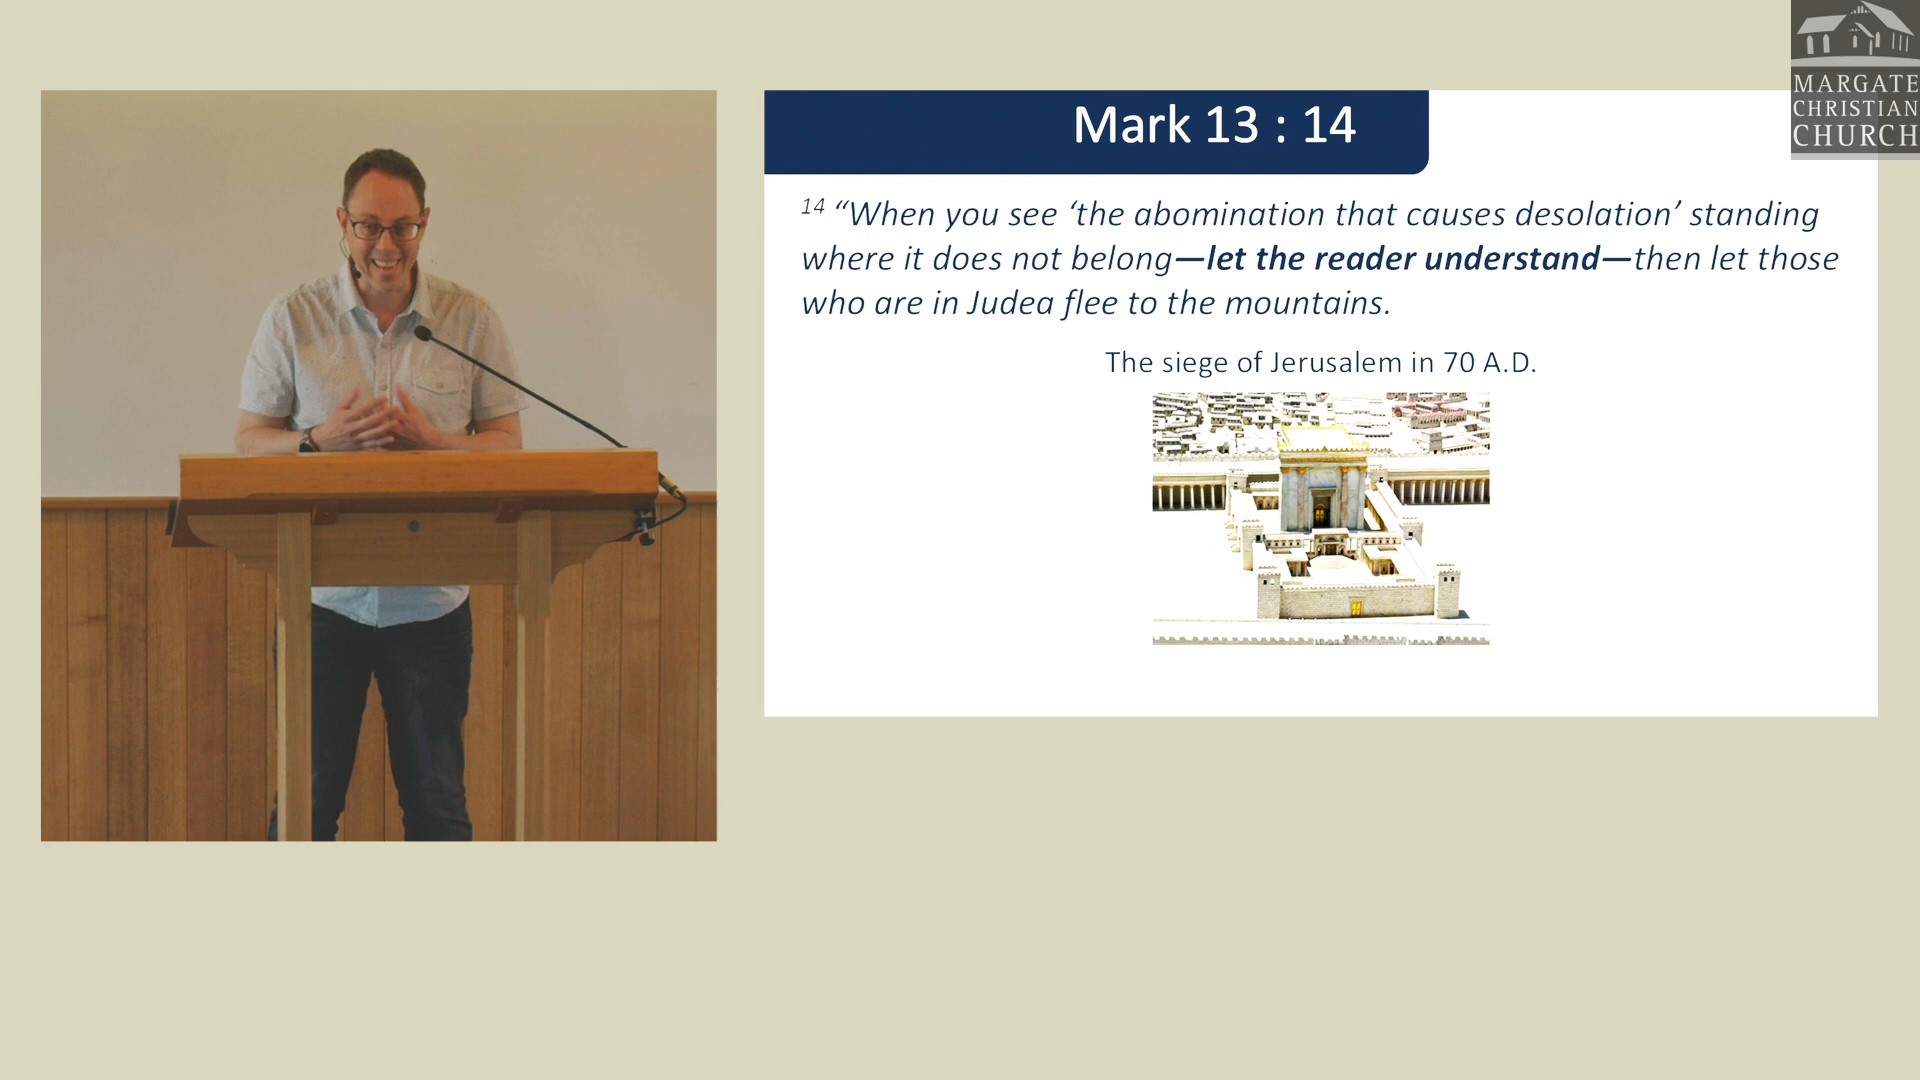 MARGATE
CHRISTIAN
CHURCH
Mark 13 : 14
14 “When you see ‘the abomination that causes desolation’ standing
where it does not belong—let the reader understand—then let those
who are in Judea flee to the mountains.
The siege of Jerusalem in 70 A.D.